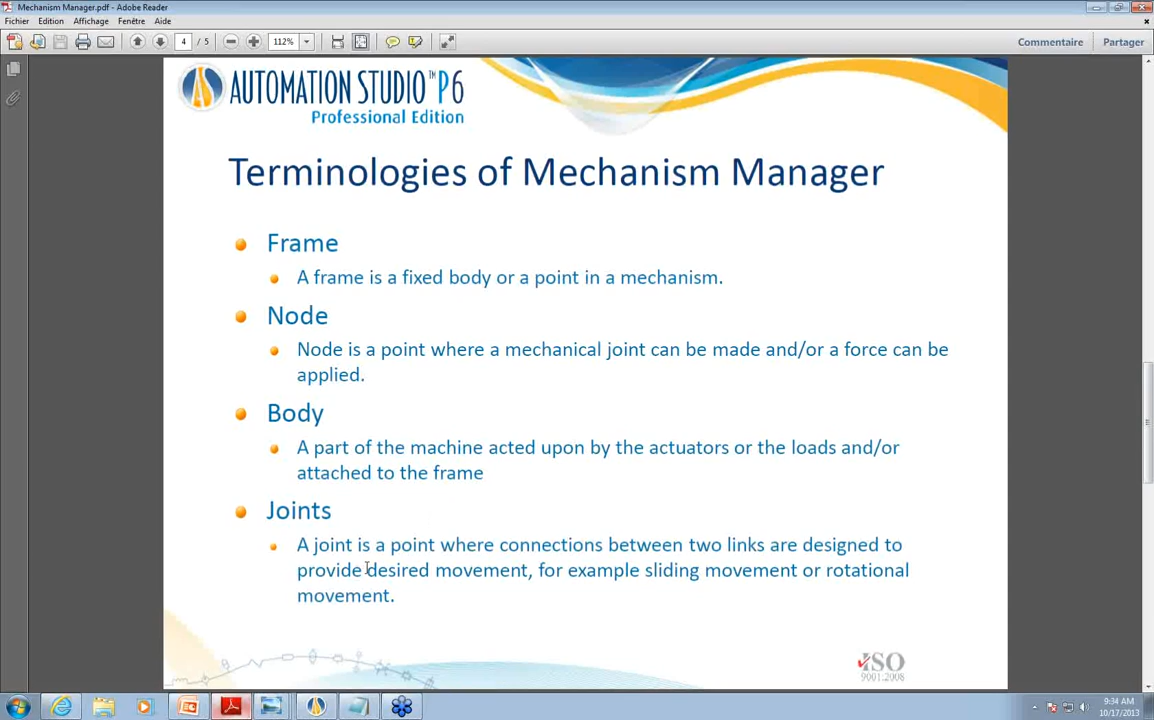 Mechanism Manager.pdf - Adobe Reader
Fichier Edition Affichage Fenêtre Aide
4 / 5 112% Commentaire Partager
AUTOMATION STUDIO™P6
Professional Edition
Terminologies of Mechanism Manager
Frame
A frame is a fixed body or a point in a mechanism.
Node
Node is a point where a mechanical joint can be made and/or a force can be
applied.
Body
A part of the machine acted upon by the actuators or the loads and/or
attached to the frame
Joints
A joint is a point where connections between two links are designed to
provide desired movement, for example sliding movement or rotational
movement.
ISO
9001:2008
9:34 AM
10/17/2013